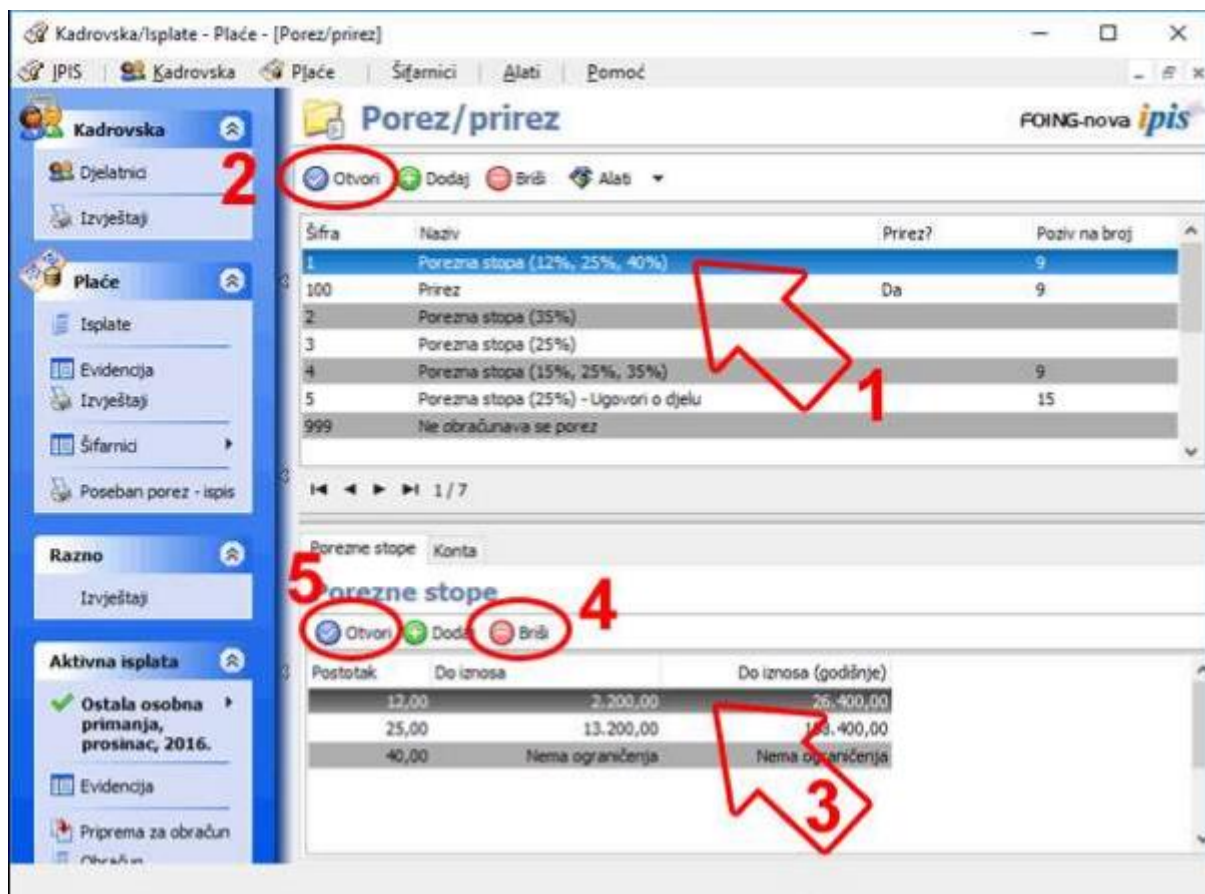 Kadrovska/Isplate - Plaće - [Porez/prirez]
IPIS Kadrovska Plaće Šifarnici Alati Pomoć
Kadrovska
Djelatnici
Izvještaji
Plaće
Isplate
Evidencija
Izvještaji
Šifarnici
Poseban porez - ispis
Razno
Izvještaji
Aktivna isplata
Ostala osobna
primanja,
prosinac, 2016.
Evidencija
Priprema za obračun
Obračun
Porez/prirez
FOING-nova ipis
2
Otvori Dodaj Briši Alati
Šifra Naziv Prirez? Poziv na broj
1 Porezna stopa (12%, 25%, 40%) 9
100 Prirez Da 9
2 Porezna stopa (35%)
3 Porezna stopa (25%)
4 Porezna stopa (15%, 25%, 35%) 9
5 Porezna stopa (25%) - Ugovori o djelu 15
999 Ne obračunava se porez
1
1/7
Porezne stope Konta
5
Porezne stope
4
Otvori Dodaj Briši
Postotak Do iznosa Do iznosa (godišnje)
12,00 2.200,00 26.400,00
25,00 13.200,00 158.400,00
40,00 Nema ograničenja Nema ograničenja
3